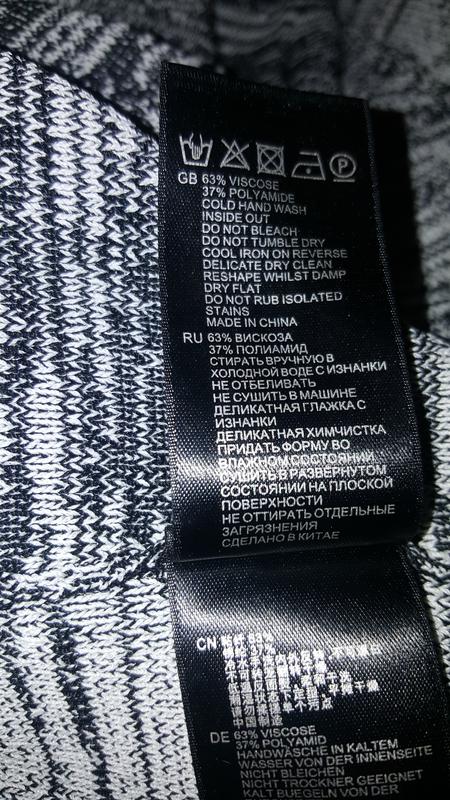 P
GB 63% VISCOSE
37% POLYAMIDE
COLD HAND WASH
INSIDE OUT
DO NOT BLEACH
DO NOT TUMBLE DRY
COOL IRON ON REVERSE
DELICATE DRY CLEAN
RESHAPE WHILST DAMP
DRY FLAT
DO NOT RUB ISOLATED
STAINS
MADE IN CHINA
RU 63% ВИСКОЗА
37% ПОЛИАМИД
СТИРАТЬ ВРУЧНУЮ В
ХОЛОДНОЙ ВОДЕ С ИЗНАНКИ
НЕ ОТБЕЛИВАТЬ
НЕ СУШИТЬ В МАШИНЕ
ДЕЛИКАТНАЯ ГЛАЖКА С
ИЗНАНКИ
ДЕЛИКАТНАЯ ХИМЧИСТКА
ПРИДАТЬ ФОРМУ ВО
ВЛАЖНОМ СОСТОЯНИИ
СУШИТЬ В РАЗВЕРНУТОМ
СОСТОЯНИИ НА ПЛОСКОЙ
ПОВЕРХНОСТИ
НЕ ОТТИРАТЬ ОТДЕЛЬНЫЕ
ЗАГРЯЗНЕНИЯ
СДЕЛАНО В КИТАЕ
CN 63%
37%
中国制造
DE 63% VISCOSE
37% POLYAMID
HANDWÄSCHE IN KALTEM
WASSER VON DER INNENSEITE
NICHT BLEICHEN
NICHT TROCKNER GEEIGNET
KALT BUEGELN VON DER